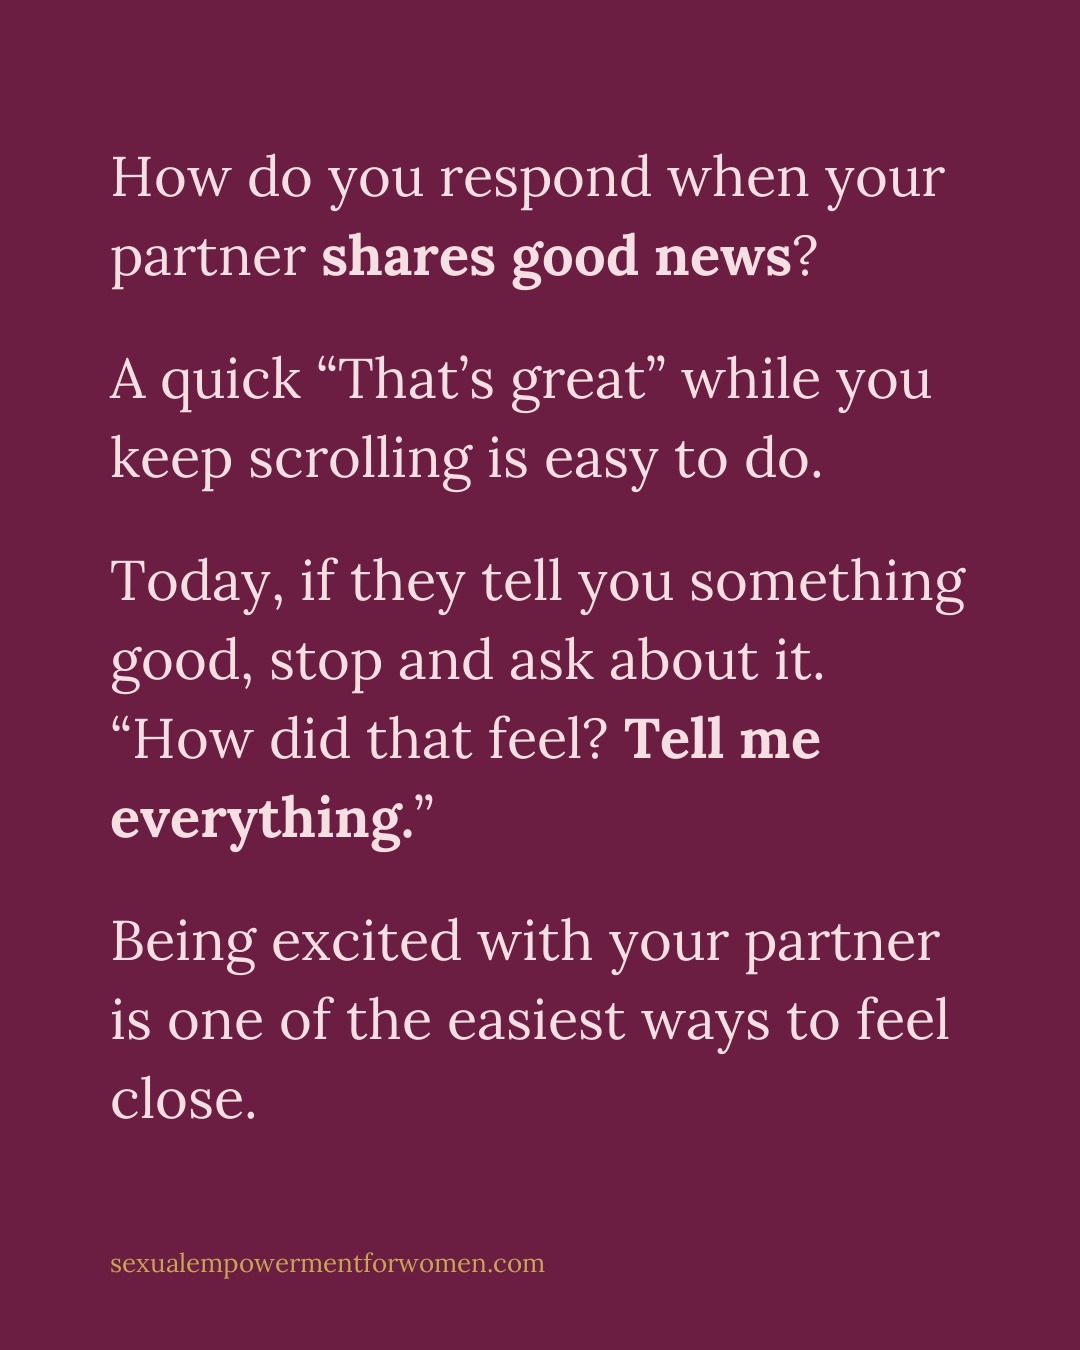 How do you respond when your
partner shares good news?
A quick “That’s great” while you
keep scrolling is easy to do.
Today, if they tell you something
good, stop and ask about it.
“How did that feel? Tell me
everything.”
Being excited with your partner
is one of the easiest ways to feel
close.
sexualempowermentforwomen.com